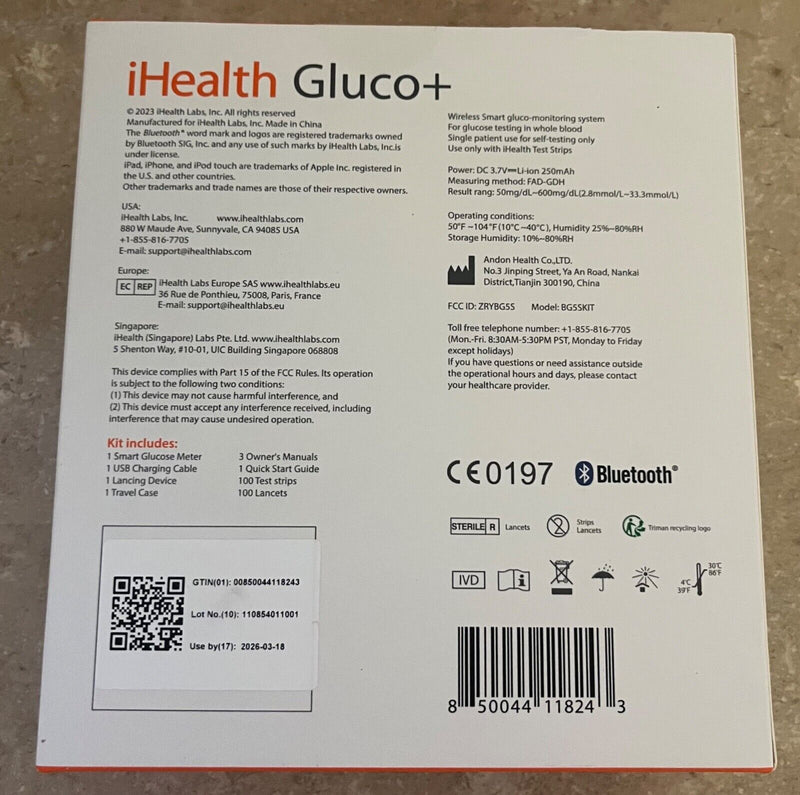 iHealth Gluco+
© 2023 iHealth Labs, Inc. All rights reserved
Manufactured for iHealth Labs, Inc. Made in China
The Bluetooth® word mark and logos are registered trademarks owned
by Bluetooth SIG, Inc. and any use of such marks by iHealth Labs, Inc.is
under license.
iPad, iPhone, and iPod touch are trademarks of Apple Inc. registered in
the U.S. and other countries.
Other trademarks and trade names are those of their respective owners.
USA:
iHealth Labs, Inc. www.ihealthlabs.com
880 W Maude Ave, Sunnyvale, CA 94085 USA
+1-855-816-7705
E-mail: support@ihealthlabs.com
Europe:
EC REP
iHealth Labs Europe SAS www.ihealthlabs.eu
36 Rue de Ponthieu, 75008, Paris, France
E-mail: support@ihealthlabs.eu
Singapore:
iHealth (Singapore) Labs Pte. Ltd. www.ihealthlabs.com
5 Shenton Way, #10-01, UIC Building Singapore 068808
This device complies with Part 15 of the FCC Rules. Its operation
is subject to the following two conditions:
(1) This device may not cause harmful interference, and
(2) This device must accept any interference received, including
interference that may cause undesired operation.
Kit includes:
1 Smart Glucose Meter
1 USB Charging Cable
1 Lancing Device
1 Travel Case
3 Owner's Manuals
1 Quick Start Guide
100 Test strips
100 Lancets
GTIN(01): 00850044118243
Lot No.(10): 110854011001
Use by(17): 2026-03-18
Wireless Smart gluco-monitoring system
For glucose testing in whole blood
Single patient use for self-testing only
Use only with iHealth Test Strips
Power: DC 3.7V⎓Li-ion 250mAh
Measuring method: FAD-GDH
Result rang: 50mg/dL~600mg/dL(2.8mmol/L~33.3mmol/L)
Operating conditions:
50°F ~104°F(10°C ~40°C), Humidity 25%~80%RH
Storage Humidity: 10%~80%RH
Andon Health Co.,LTD.
No.3 Jinping Street, Ya An Road, Nankai
District,Tianjin 300190, China
FCC ID: ZRYBG5S Model: BG5SKIT
Toll free telephone number: +1-855-816-7705
(Mon.-Fri. 8:30AM-5:30PM PST, Monday to Friday
except holidays)
If you have questions or need assistance outside
the operational hours and days, please contact
your healthcare provider.
CE0197 Bluetooth®
STERILE R Lancets
2
Strips
Lancets
Triman recycling logo
IVD
i
4°C
39°F
30°C
86°F
8 50044 11824 3